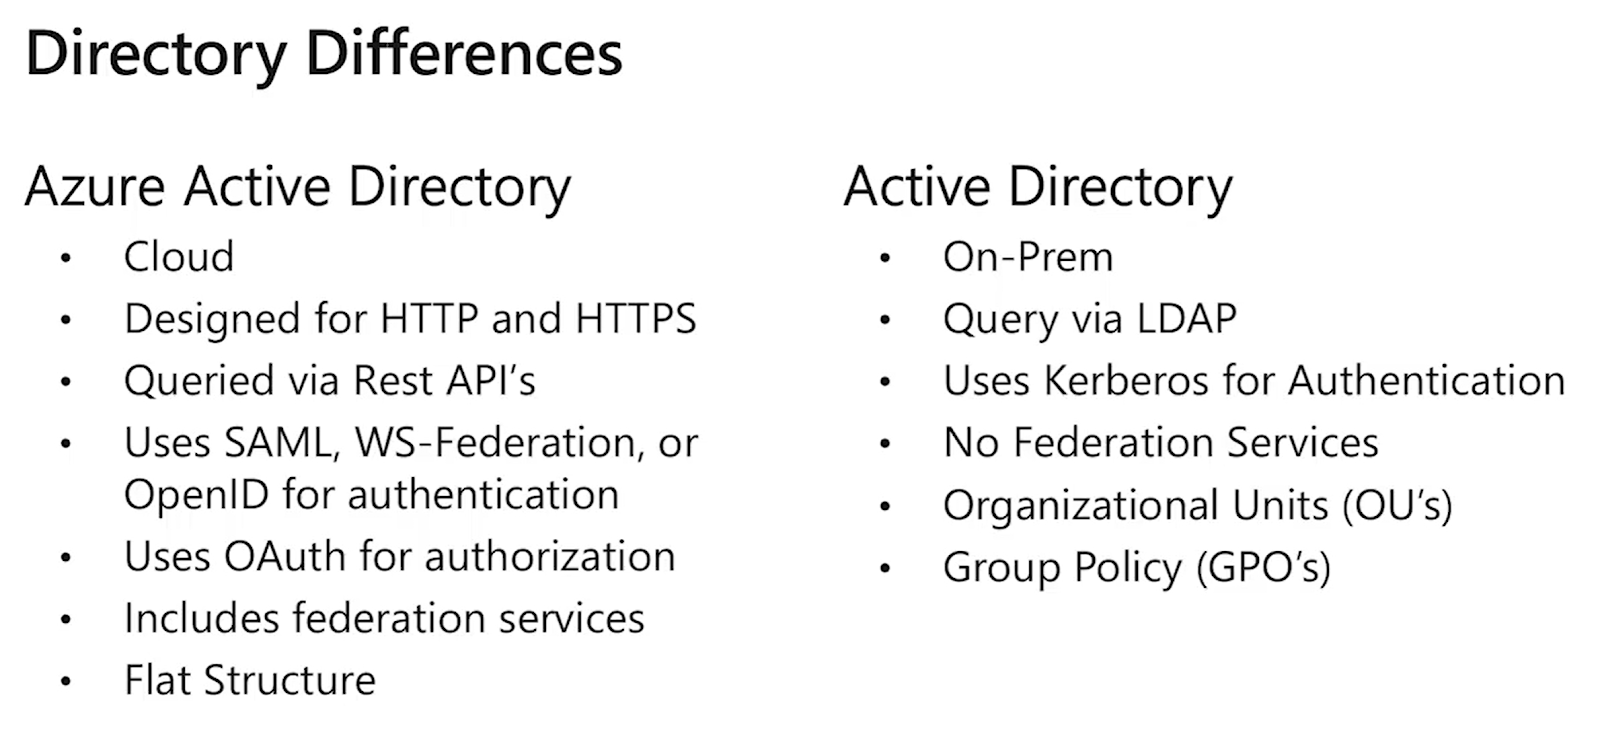 Directory Differences
Azure Active Directory
• Cloud
• Designed for HTTP and HTTPS
• Queried via Rest API’s
• Uses SAML, WS-Federation, or
OpenID for authentication
• Uses OAuth for authorization
• Includes federation services
• Flat Structure
Active Directory
• On-Prem
• Query via LDAP
• Uses Kerberos for Authentication
• No Federation Services
• Organizational Units (OU’s)
• Group Policy (GPO’s)